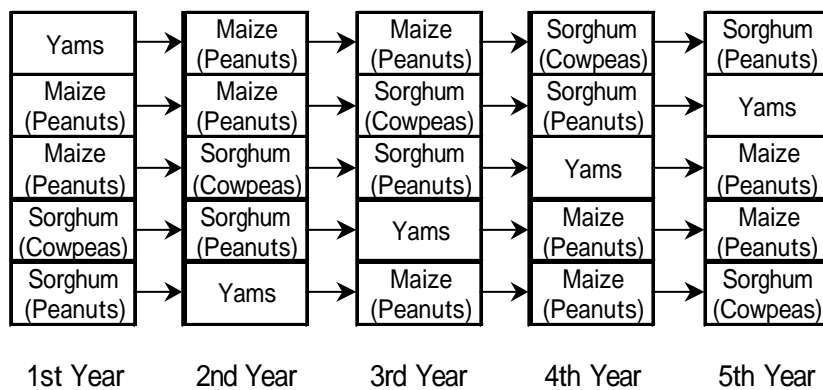 Yams
Maize
(Peanuts)
Maize
(Peanuts)
Sorghum
(Cowpeas)
Sorghum
(Peanuts)
Maize
(Peanuts)
Maize
(Peanuts)
Sorghum
(Cowpeas)
Sorghum
(Peanuts)
Yams
Maize
(Peanuts)
Sorghum
(Cowpeas)
Sorghum
(Peanuts)
Yams
Maize
(Peanuts)
Sorghum
(Cowpeas)
Sorghum
(Peanuts)
Yams
Maize
(Peanuts)
Maize
(Peanuts)
Sorghum
(Peanuts)
Yams
Maize
(Peanuts)
Maize
(Peanuts)
Sorghum
(Cowpeas)
1st Year
2nd Year
3rd Year
4th Year
5th Year